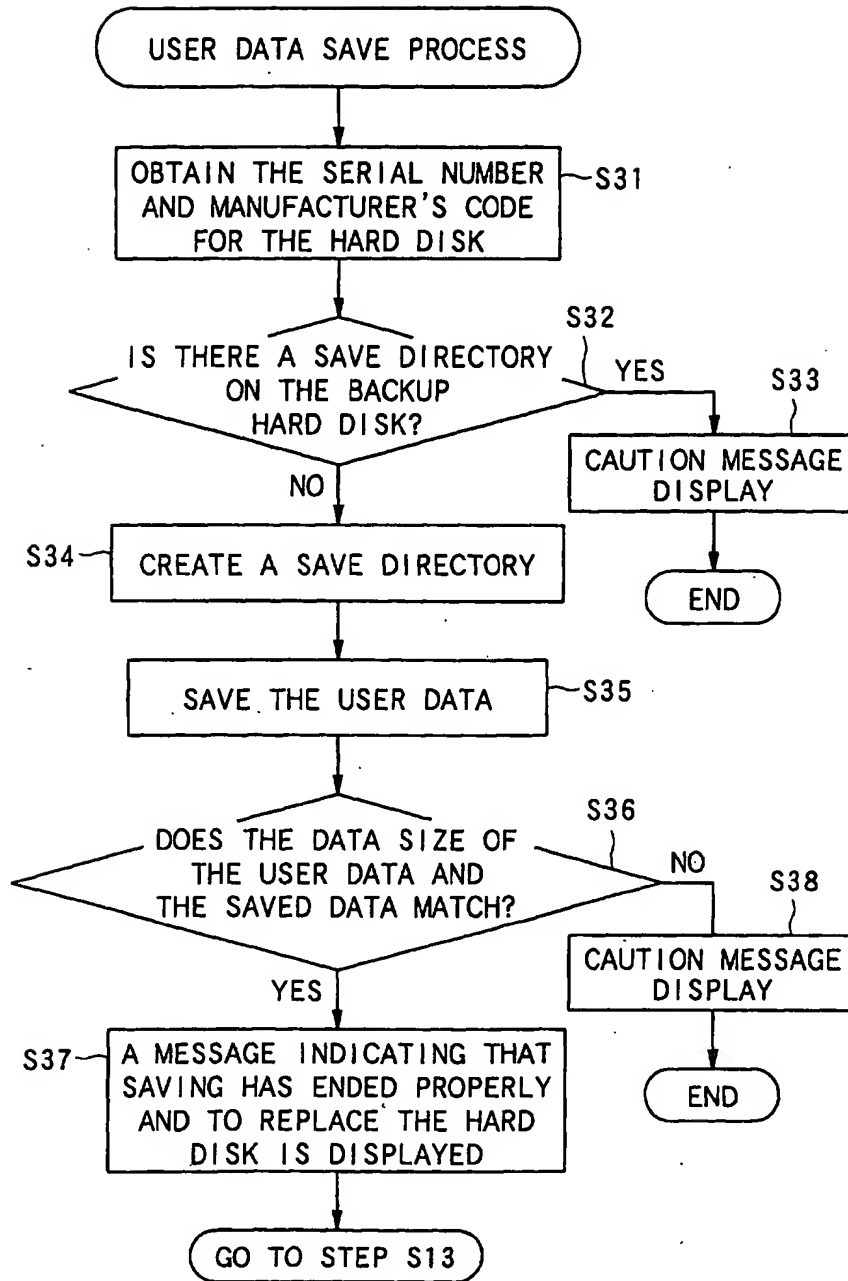 USER DATA SAVE PROCESS
OBTAIN THE SERIAL NUMBER
AND MANUFACTURER'S CODE
FOR THE HARD DISK
S31
IS THERE A SAVE DIRECTORY
ON THE BACKUP
HARD DISK?
S32
YES
S33
CAUTION MESSAGE
DISPLAY
END
NO
S34
CREATE A SAVE DIRECTORY
SAVE THE USER DATA
S35
DOES THE DATA SIZE OF
THE USER DATA AND
THE SAVED DATA MATCH?
S36
NO
S38
CAUTION MESSAGE
DISPLAY
END
YES
S37
A MESSAGE INDICATING THAT
SAVING HAS ENDED PROPERLY
AND TO REPLACE THE HARD
DISK IS DISPLAYED
GO TO STEP S13